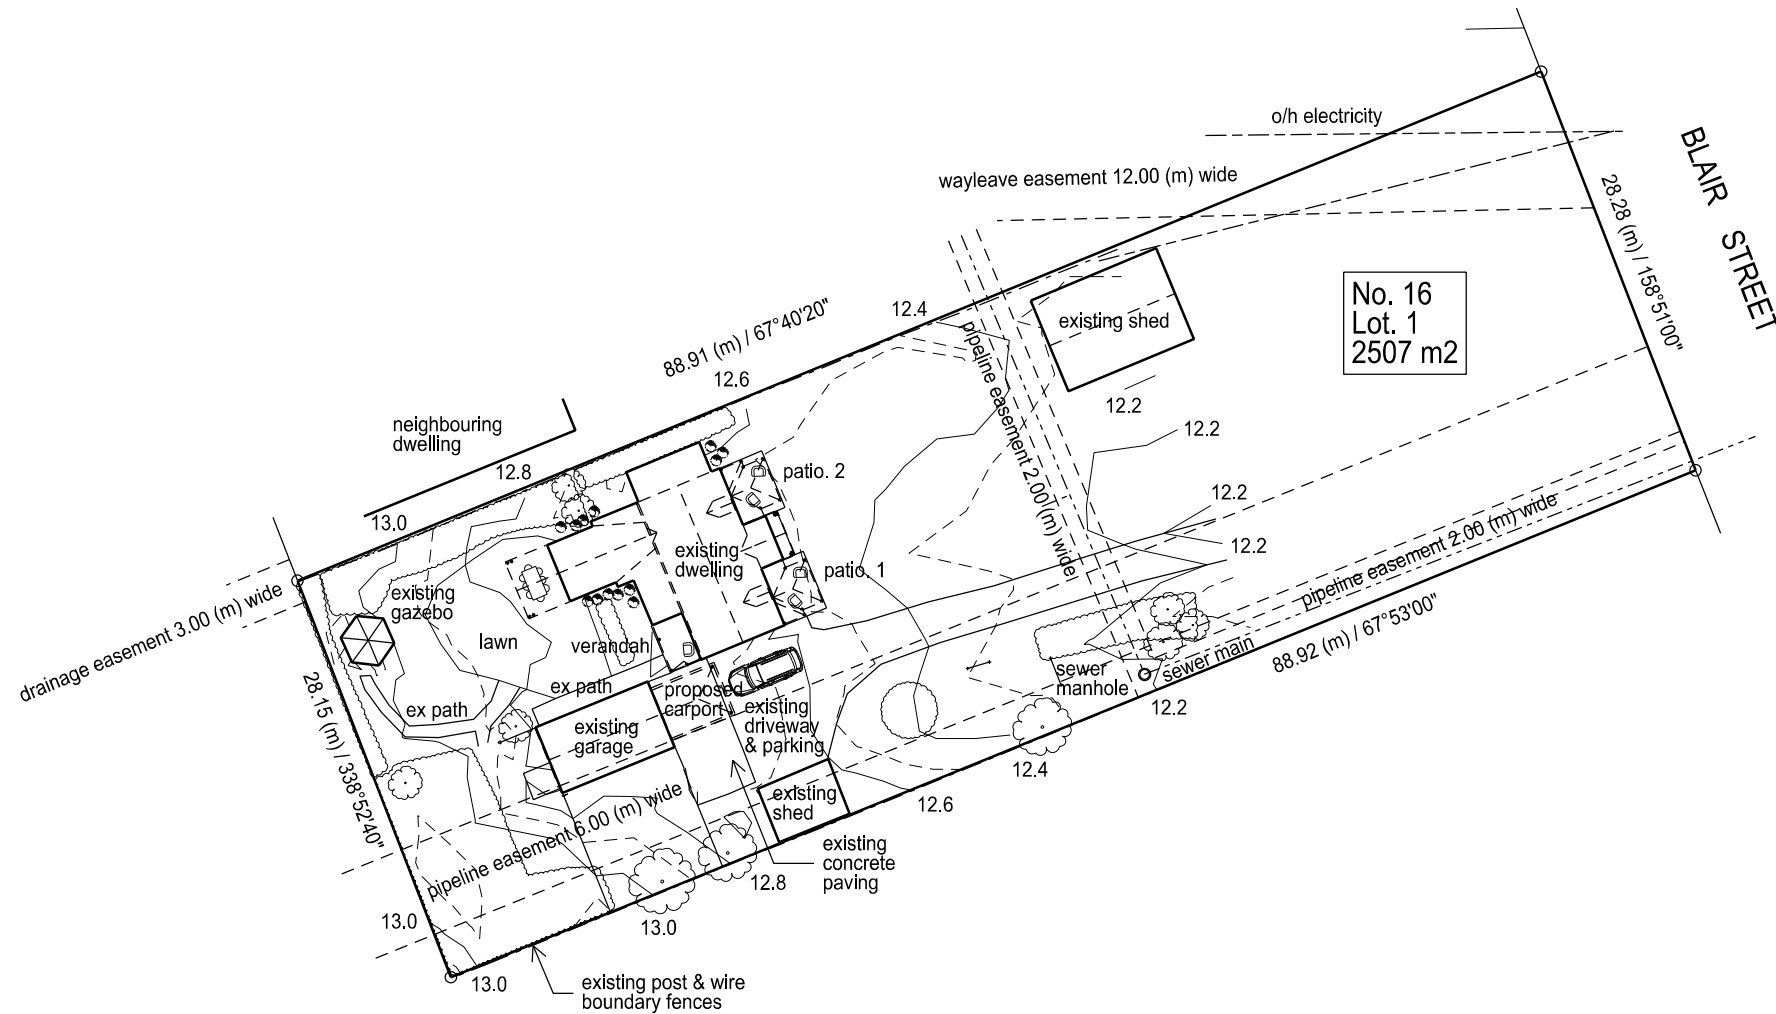 o/h electricity
wayleave easement 12.00 (m) wide
BLAIR STREET
28.28 (m) / 158°51'00"
No. 16
Lot. 1
2507 m2
12.4
existing shed
88.91 (m) / 67°40'20"
pipeline easement 2.00 (m) wide
12.6
12.2
12.2
neighbouring
dwelling
12.8
patio. 2
12.2
13.0
12.2
existing
dwelling
patio. 1
pipeline easement 2.00 (m) wide
existing
gazebo
drainage easement 3.00 (m) wide
lawn
verandah
88.92 (m) / 67°53'00"
sewer main
sewer
manhole
ex path
proposed
carport
ex path
existing
driveway
& parking
12.2
28.15 (m) / 338°52'40"
existing
garage
12.4
existing
shed
12.6
pipeline easement 6.00 (m) wide
existing
concrete
paving
12.8
13.0
13.0
13.0
existing post & wire
boundary fences